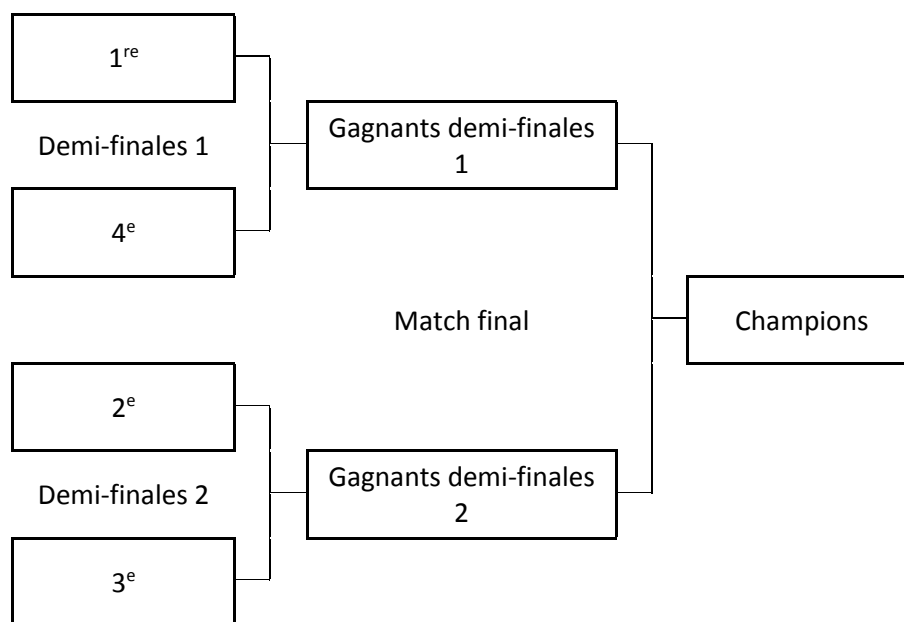 1re
Demi-finales 1
4e
Gagnants demi-finales
1
Match final
Champions
2e
Demi-finales 2
3e
Gagnants demi-finales
2